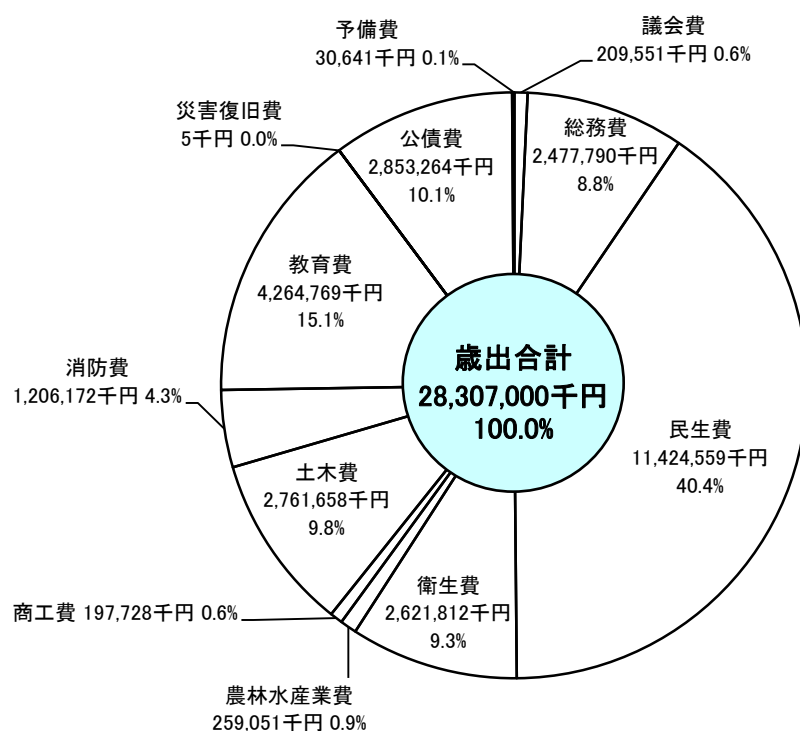 予備費
30,641千円 0.1%
議会費
209,551千円 0.6%
総務費
2,477,790千円
8.8%
民生費
11,424,559千円
40.4%
衛生費
2,621,812千円
9.3%
農林水産業費
259,051千円 0.9%
商工費 197,728千円 0.6%
土木費
2,761,658千円
9.8%
消防費
1,206,172千円 4.3%
教育費
4,264,769千円
15.1%
災害復旧費
5千円 0.0%
公債費
2,853,264千円
10.1%
歳出合計
28,307,000千円
100.0%